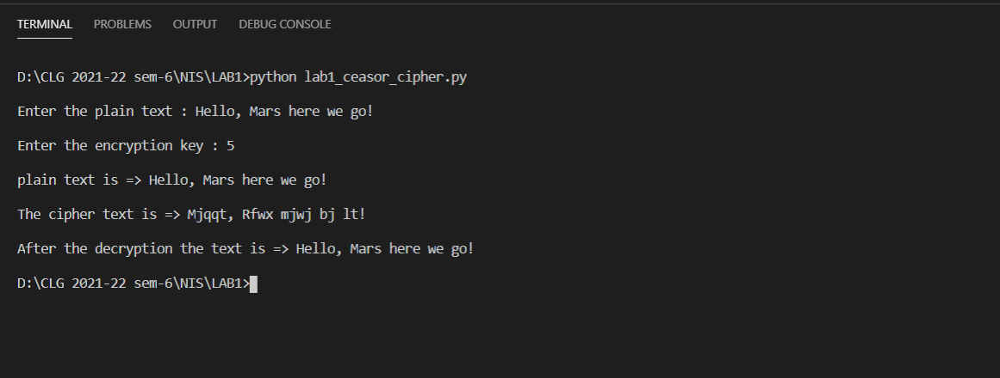 TERMINAL PROBLEMS OUTPUT DEBUG CONSOLE
D:\CLG 2021-22 sem-6\NIS\LAB1>python lab1_ceasor_cipher.py
Enter the plain text : Hello, Mars here we go!
Enter the encryption key : 5
plain text is => Hello, Mars here we go!
The cipher text is => Mjqqt, Rfwx mjwj bj lt!
After the decryption the text is => Hello, Mars here we go!
D:\CLG 2021-22 sem-6\NIS\LAB1>